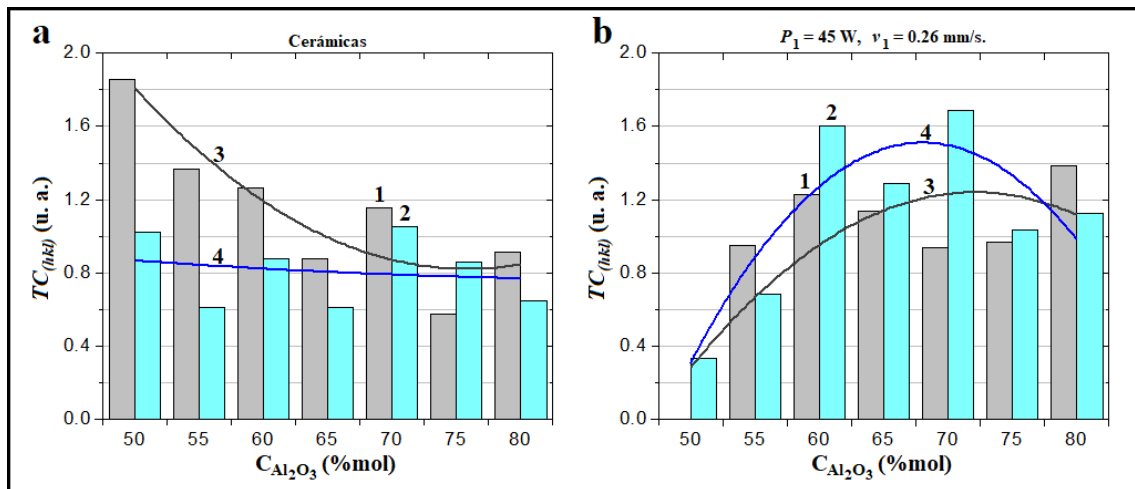 a
Cerámicas
TC(hkl) (u. a.)
2.0
1.6
1.2
0.8
0.4
0.0
3
1
2
4
50 55 60 65 70 75 80
C Al2O3 (%mol)
b
P1 = 45 W, v1 = 0.26 mm/s.
TC(hkl) (u. a.)
2.0
1.6
1.2
0.8
0.4
0.0
2
4
1
3
50 55 60 65 70 75 80
C Al2O3 (%mol)